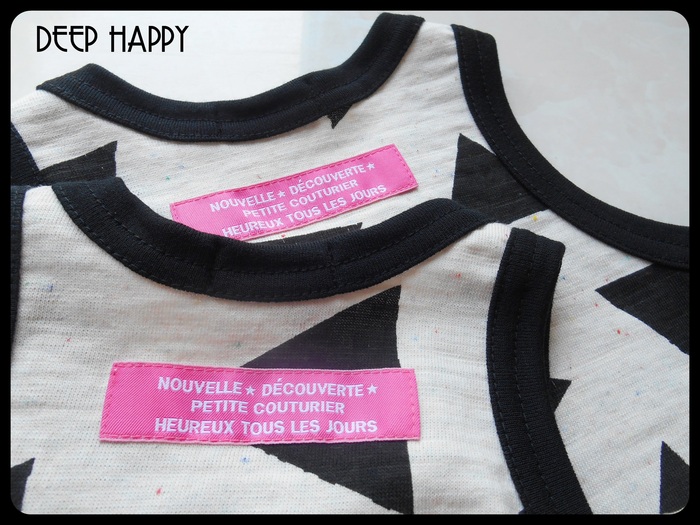 DEEP HAPPY
NOUVELLE ★ DÉCOUVERTE ★
PETITE COUTURIER
HEUREUX TOUS LES JOURS
NOUVELLE ★ DÉCOUVERTE ★
PETITE COUTURIER
HEUREUX TOUS LES JOURS